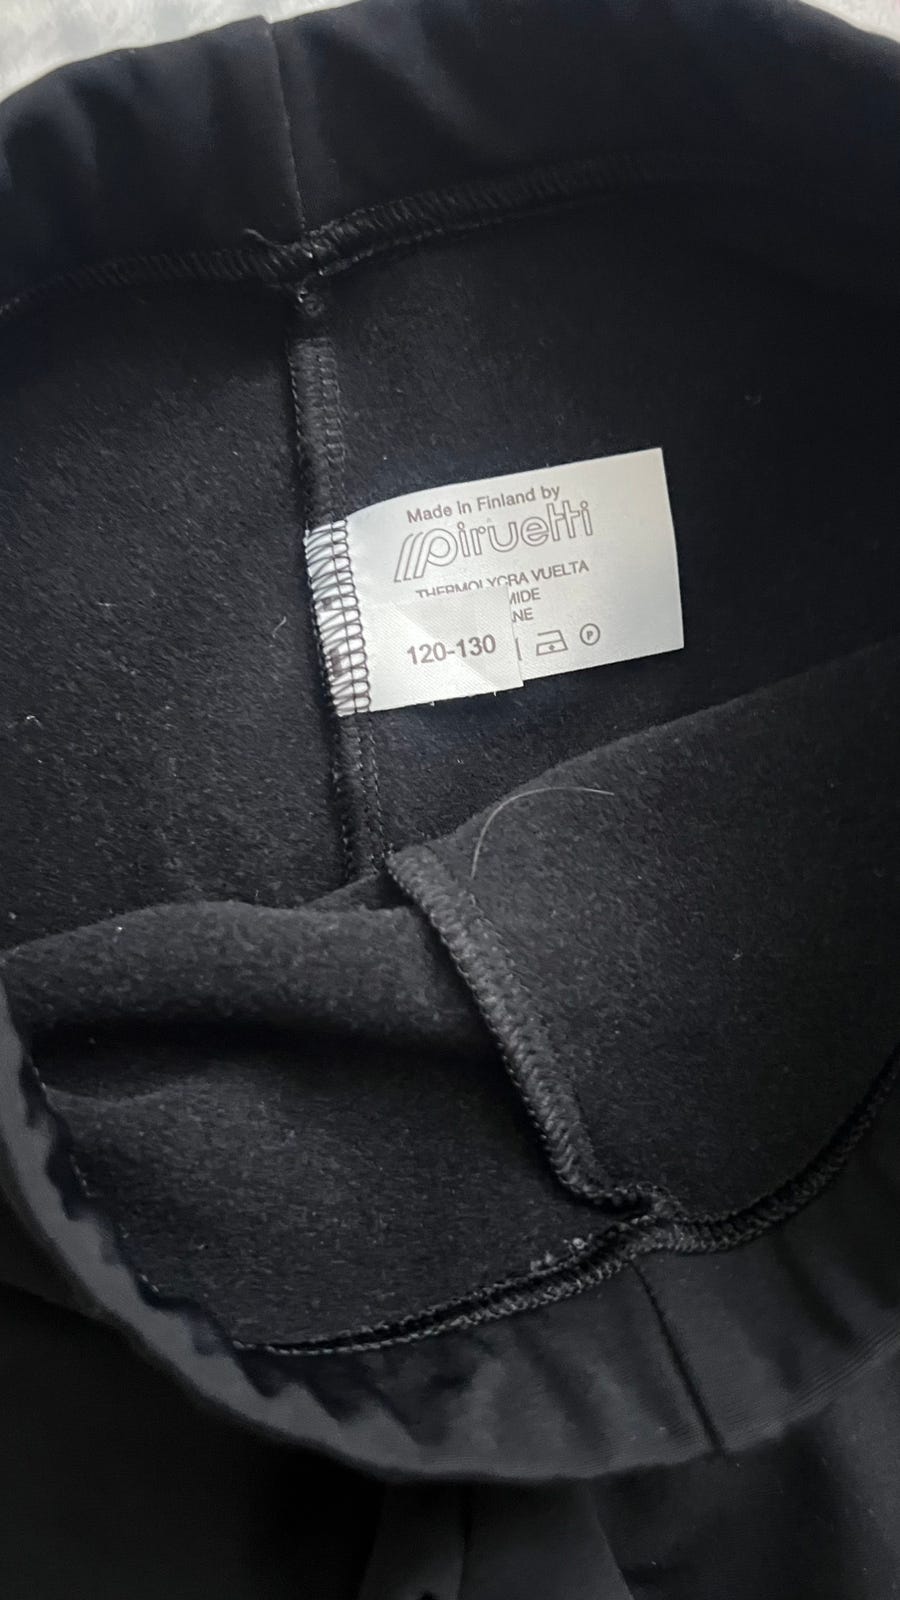 Made in Finland by
piruetti
THERMOLYCRA VUELTA
120-130
P